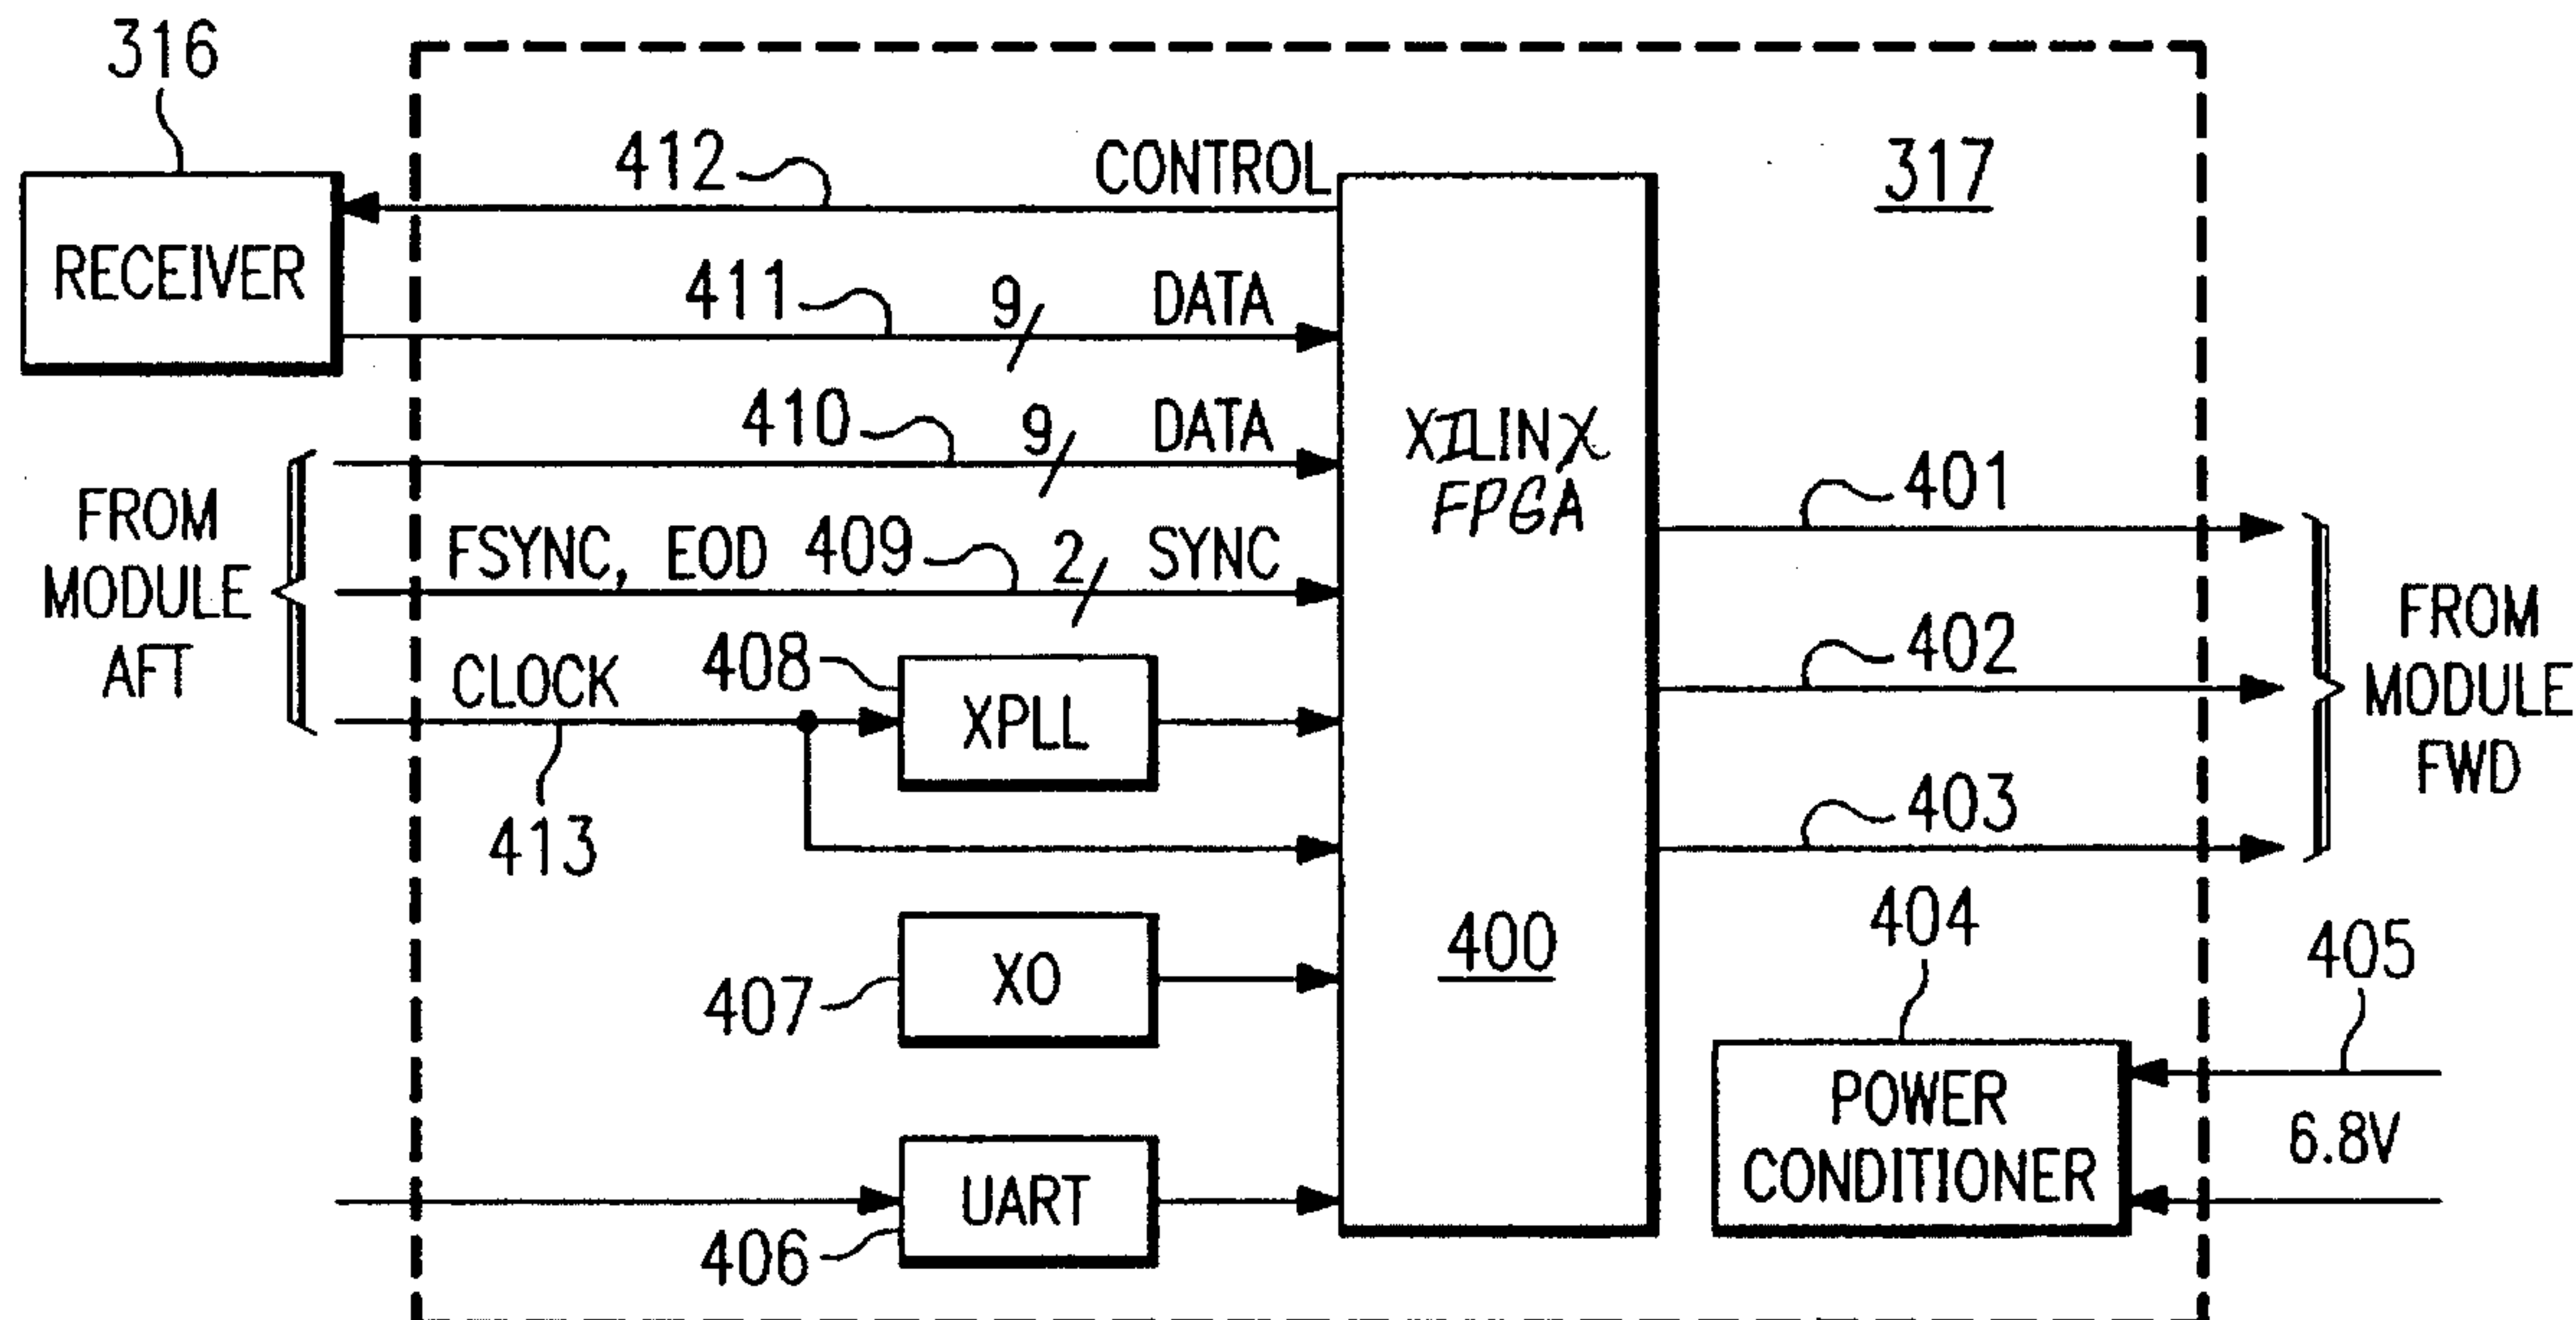 316
412
CONTROL
317
RECEIVER
411
9
DATA
410
9
DATA
XILINX
FPGA
FROM
MODULE
AFT
FSYNC, EOD
409
2
SYNC
401
402
403
FROM
MODULE
FWD
CLOCK
408
XPLL
413
400
404
405
407
XO
POWER
CONDITIONER
6.8V
UART
406